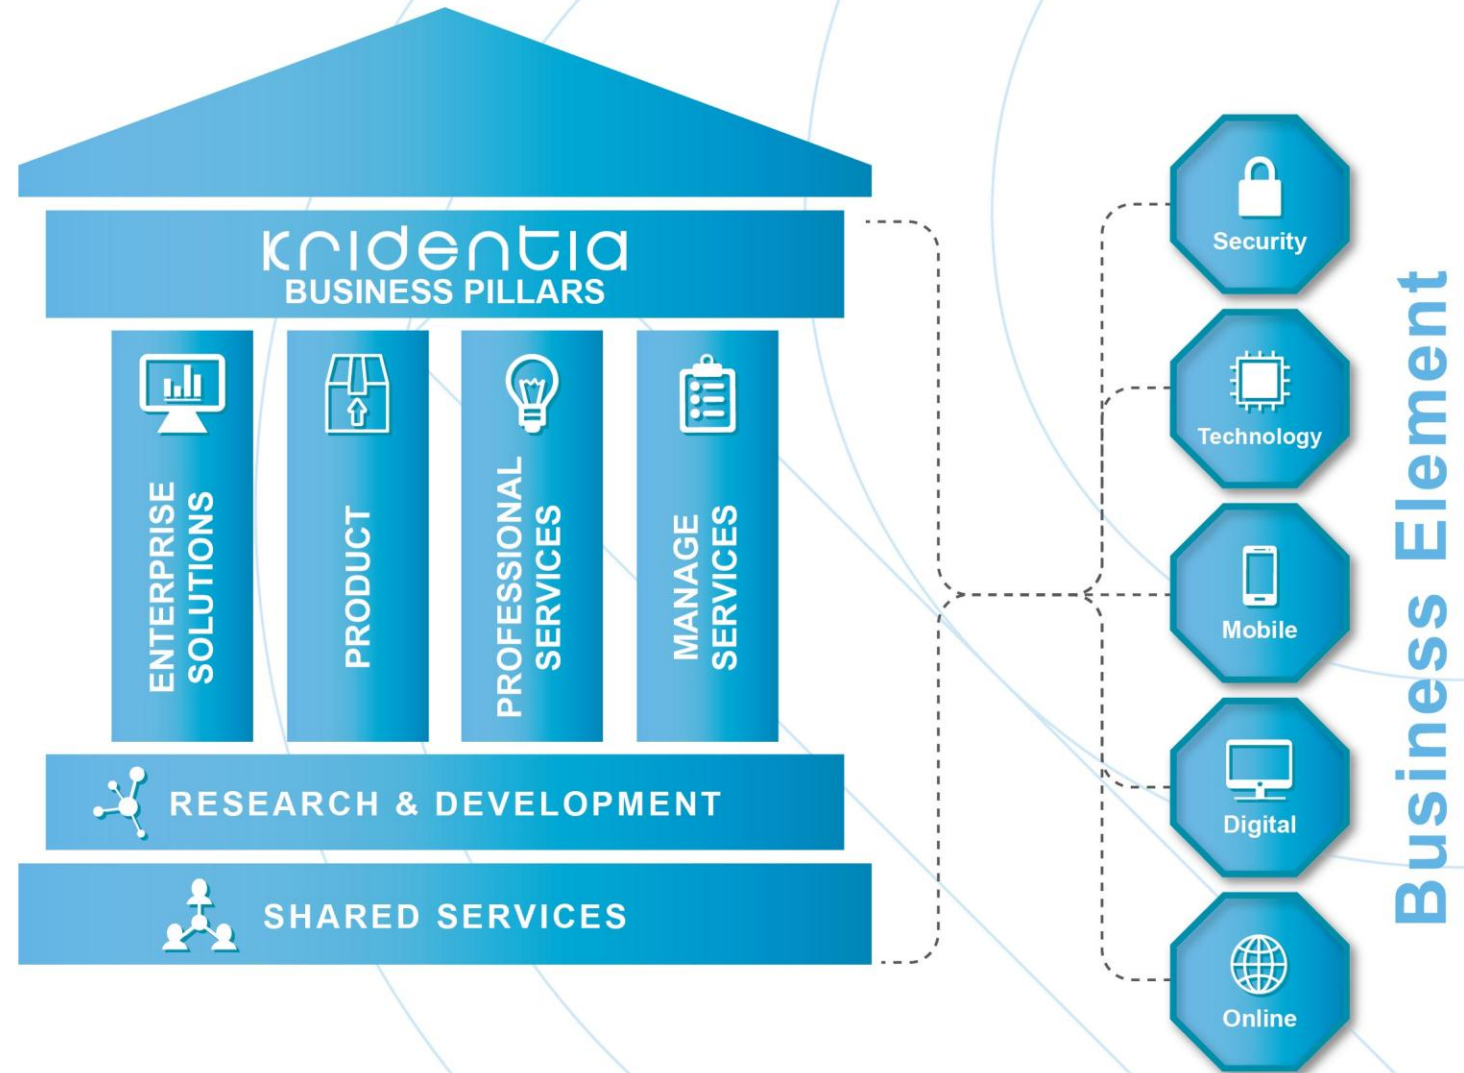 kridentia
BUSINESS PILLARS
ENTERPRISE
SOLUTIONS
PRODUCT
PROFESSIONAL
SERVICES
MANAGE
SERVICES
RESEARCH & DEVELOPMENT
SHARED SERVICES
Security
Technology
Mobile
Digital
Online
Business Element